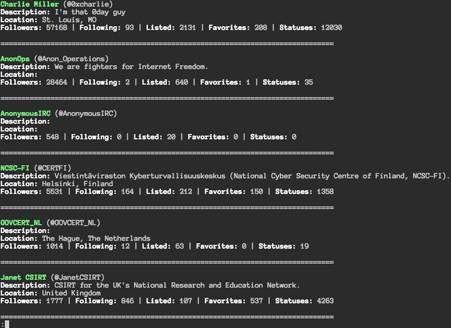 Charlie Miller (@0xcharlie)
Description: I'm that 0day guy
Location: St. Louis, MO
Followers: 57168 | Following: 93 | Listed: 2131 | Favorites: 208 | Statuses: 12030
================================================================================
AnonOps (@Anon_Operations)
Description: We are fighters for Internet Freedom.
Location:
Followers: 28464 | Following: 2 | Listed: 640 | Favorites: 1 | Statuses: 35
================================================================================
AnonymousIRC (@AnonymousIRC)
Description:
Location:
Followers: 548 | Following: 0 | Listed: 20 | Favorites: 0 | Statuses: 0
================================================================================
NCSC-FI (@CERTFI)
Description: Viestintäviraston Kyberturvallisuuskeskus (National Cyber Security Centre of Finland, NCSC-FI).
Location: Helsinki, Finland
Followers: 5531 | Following: 164 | Listed: 212 | Favorites: 150 | Statuses: 1358
================================================================================
GOVCERT_NL (@GOVCERT_NL)
Description:
Location: The Hague, The Netherlands
Followers: 1014 | Following: 12 | Listed: 63 | Favorites: 0 | Statuses: 19
================================================================================
Janet CSIRT (@JanetCSIRT)
Description: CSIRT for the UK's National Research and Education Network.
Location: United Kingdom
Followers: 1777 | Following: 846 | Listed: 107 | Favorites: 537 | Statuses: 4263
================================================================================
: